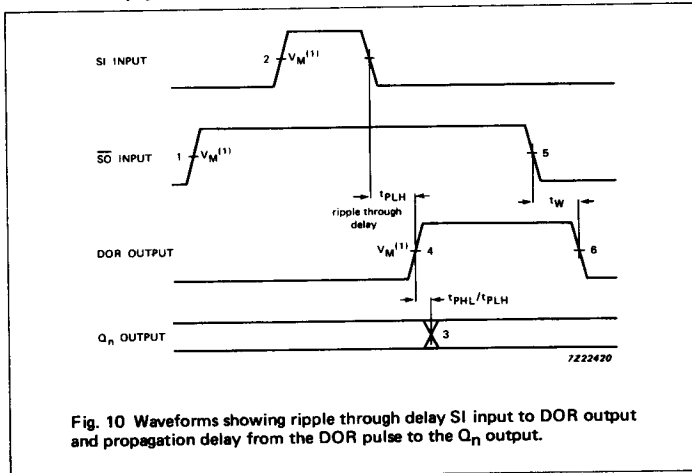 SI INPUT
2
VM(1)
SO INPUT
1
VM(1)
5
tPLH
ripple through
delay
tW
DOR OUTPUT
VM(1)
4
6
tPHL/tPLH
Qn OUTPUT
3
7Z22420
Fig. 10 Waveforms showing ripple through delay SI input to DOR output
and propagation delay from the DOR pulse to the Qn output.